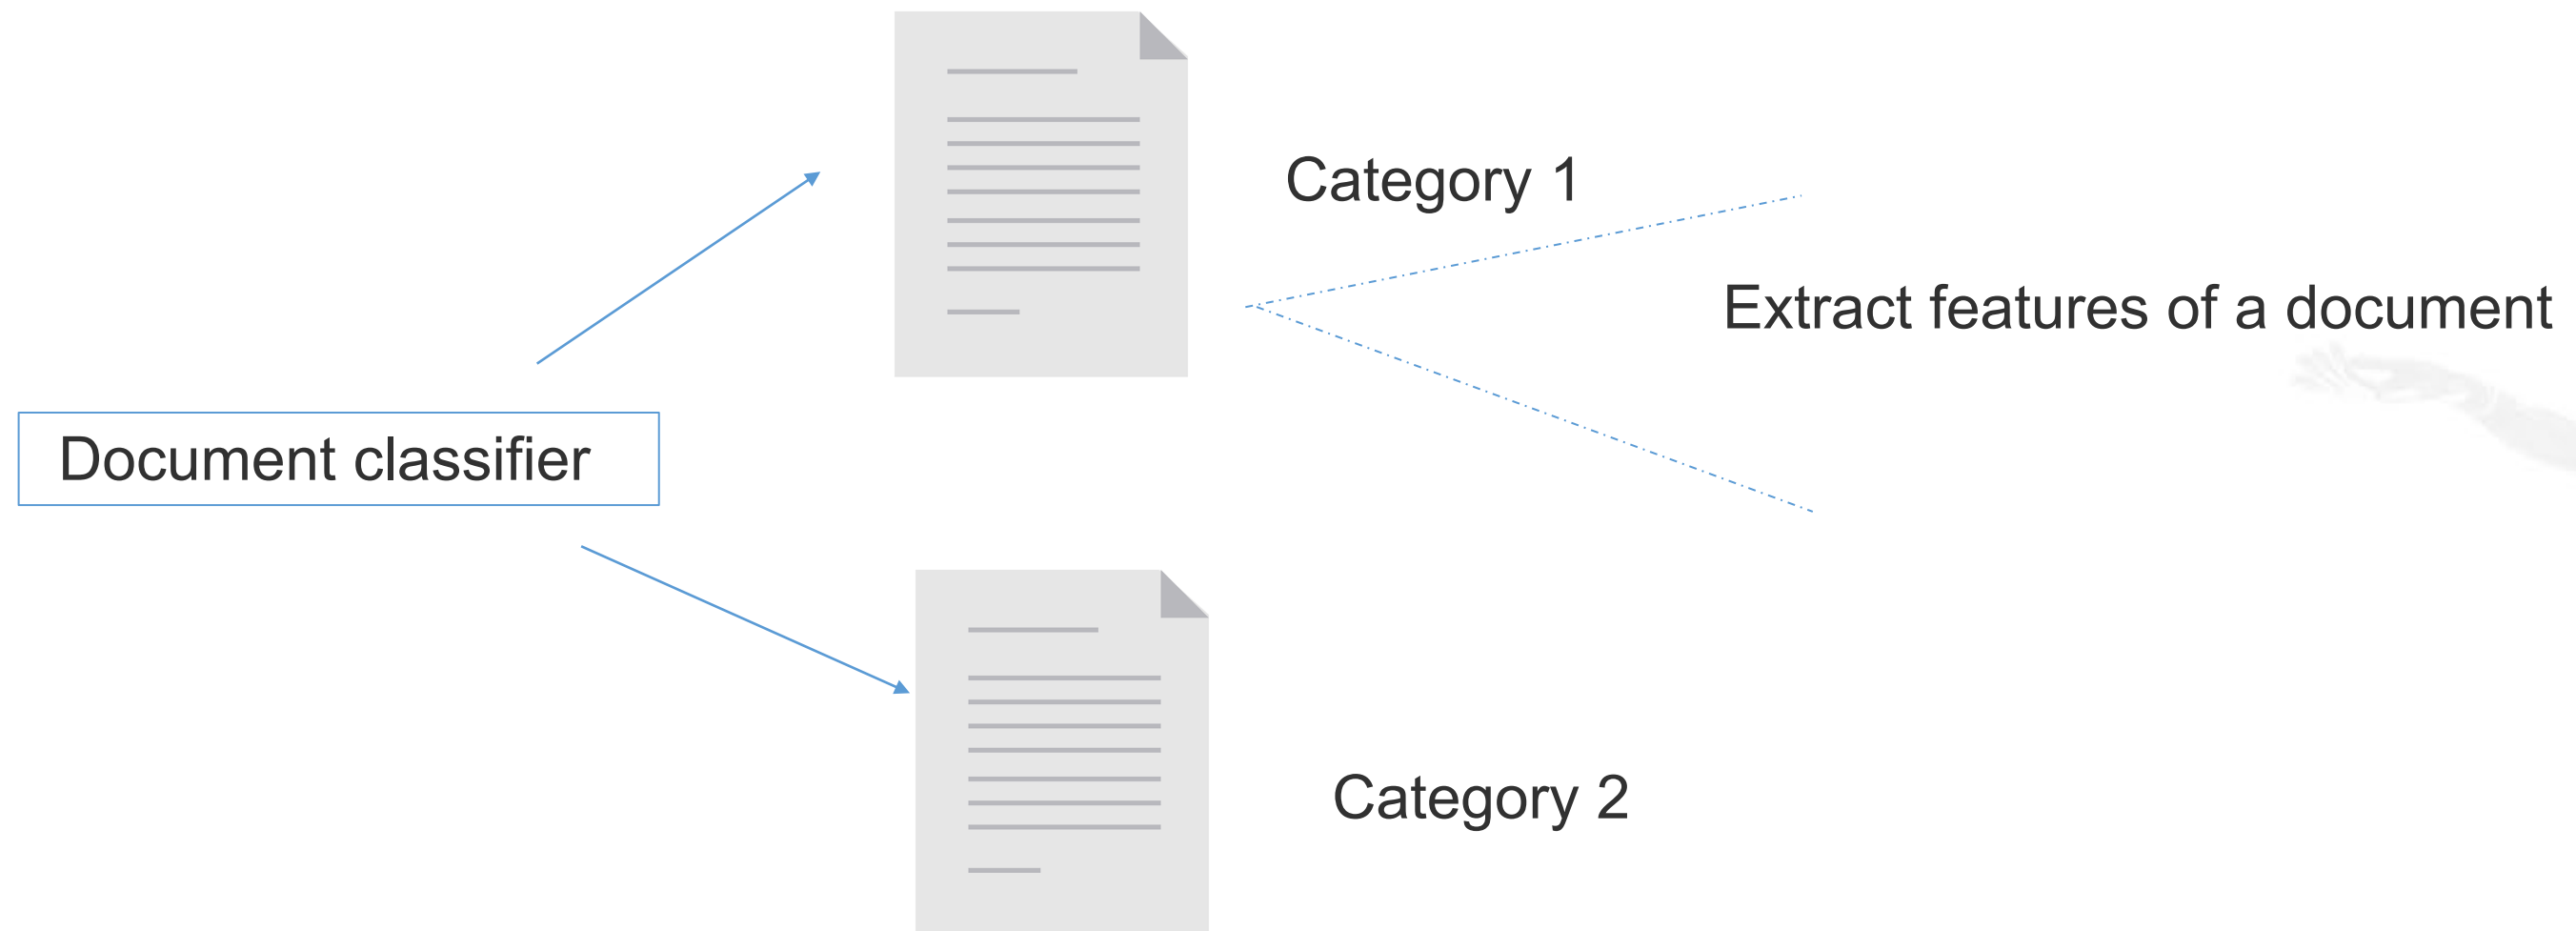 Category 1
Extract features of a document
Document classifier
Category 2